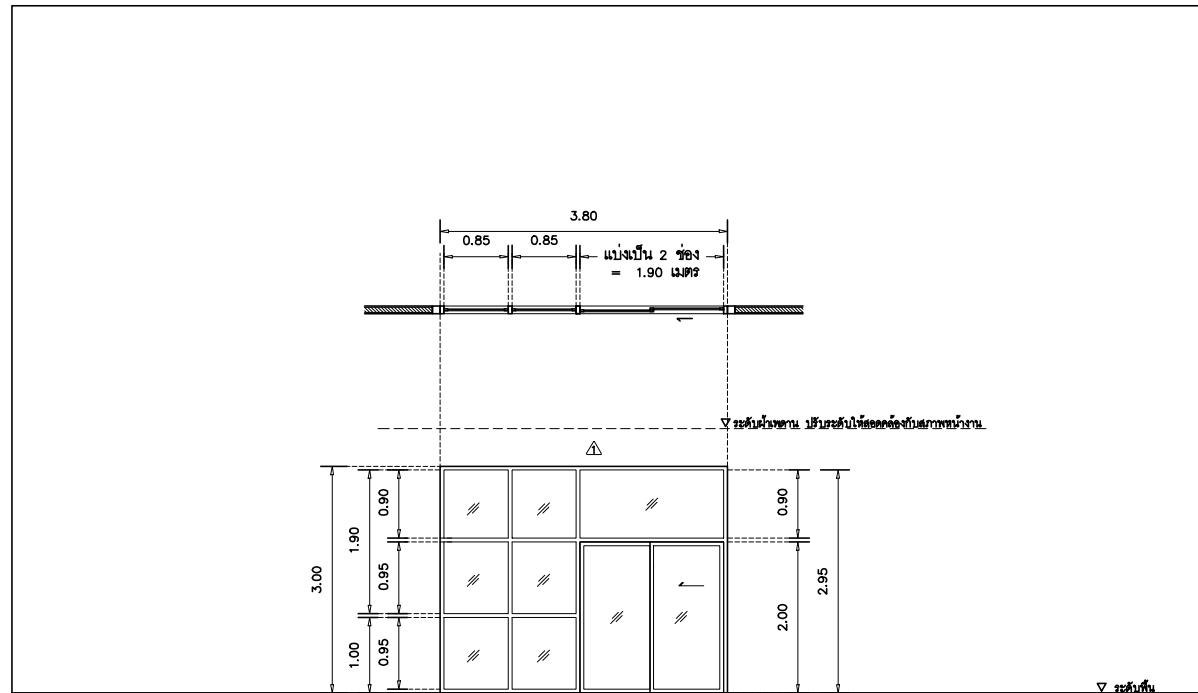 3.80
0.85 0.85 แบ่งเป็น 2 ช่อง
= 1.90 เมตร
ระดับฝ้าเพดาน ปรับระดับให้สอดคล้องกับสภาพหน้างาน
1
3.00
1.90
1.00
0.90
0.95
0.95
0.90
2.00
2.95
ระดับพื้น